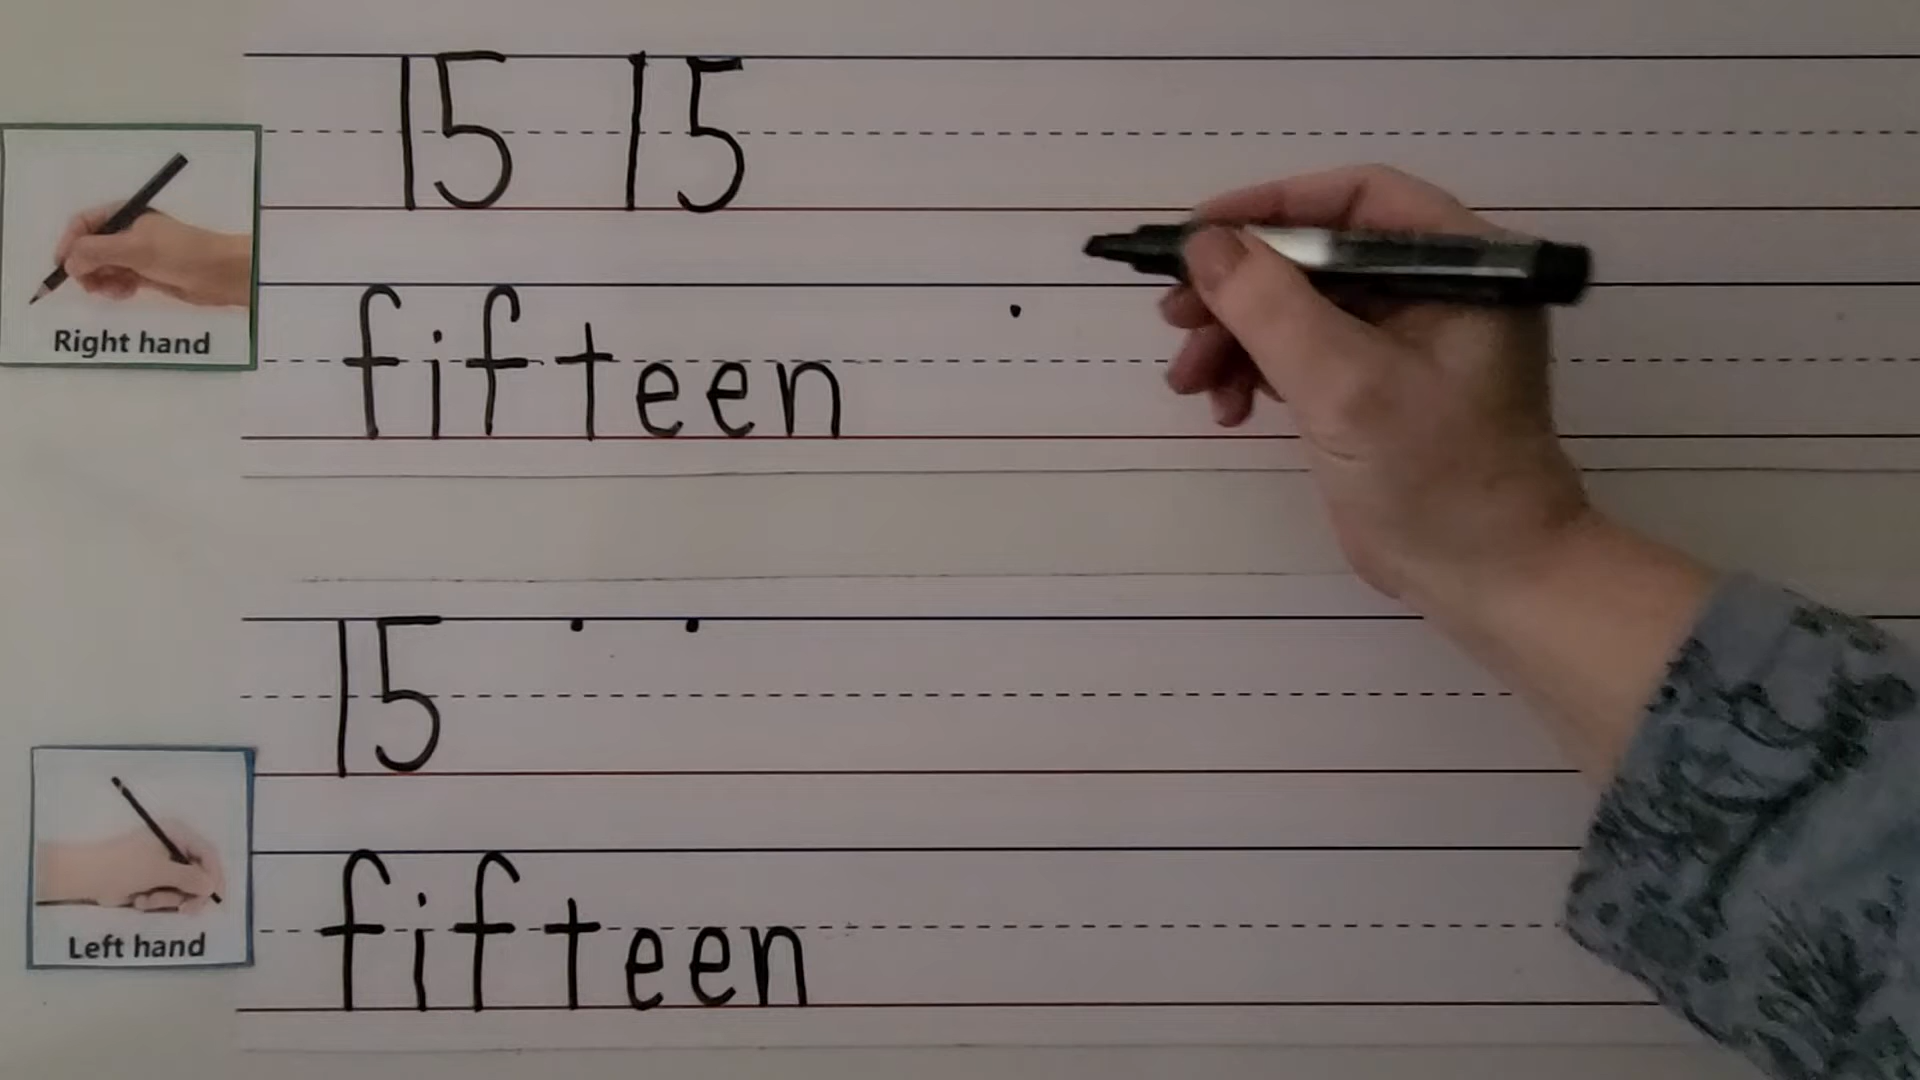 15 15
Right hand
fifteen
15
fifteen
Left hand